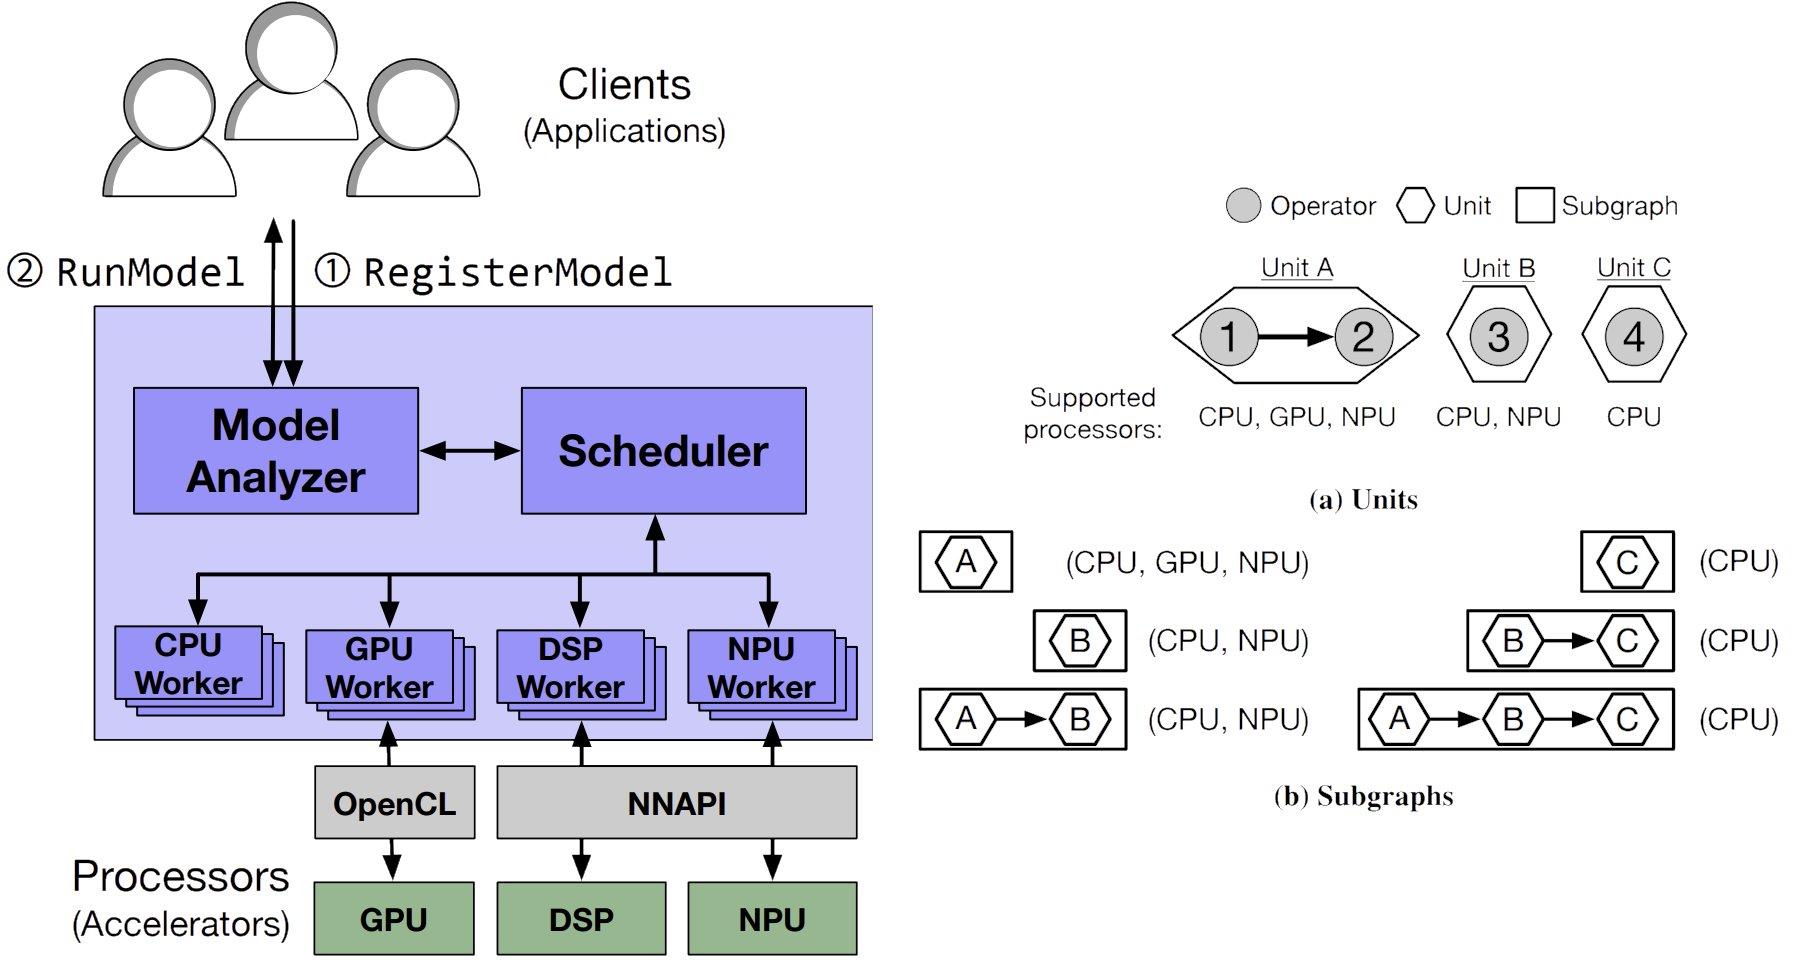 Clients
(Applications)
② RunModel
① RegisterModel
Model
Analyzer
Scheduler
CPU
Worker
GPU
Worker
DSP
Worker
NPU
Worker
OpenCL
NNAPI
Processors
(Accelerators)
GPU
DSP
NPU
Operator
Unit
Subgraph
Unit A
Unit B
Unit C
1
2
3
4
Supported
processors:
CPU, GPU, NPU
CPU, NPU
CPU
(a) Units
A
(CPU, GPU, NPU)
C
(CPU)
B
(CPU, NPU)
B
C
(CPU)
A
B
(CPU, NPU)
A
B
C
(CPU)
(b) Subgraphs